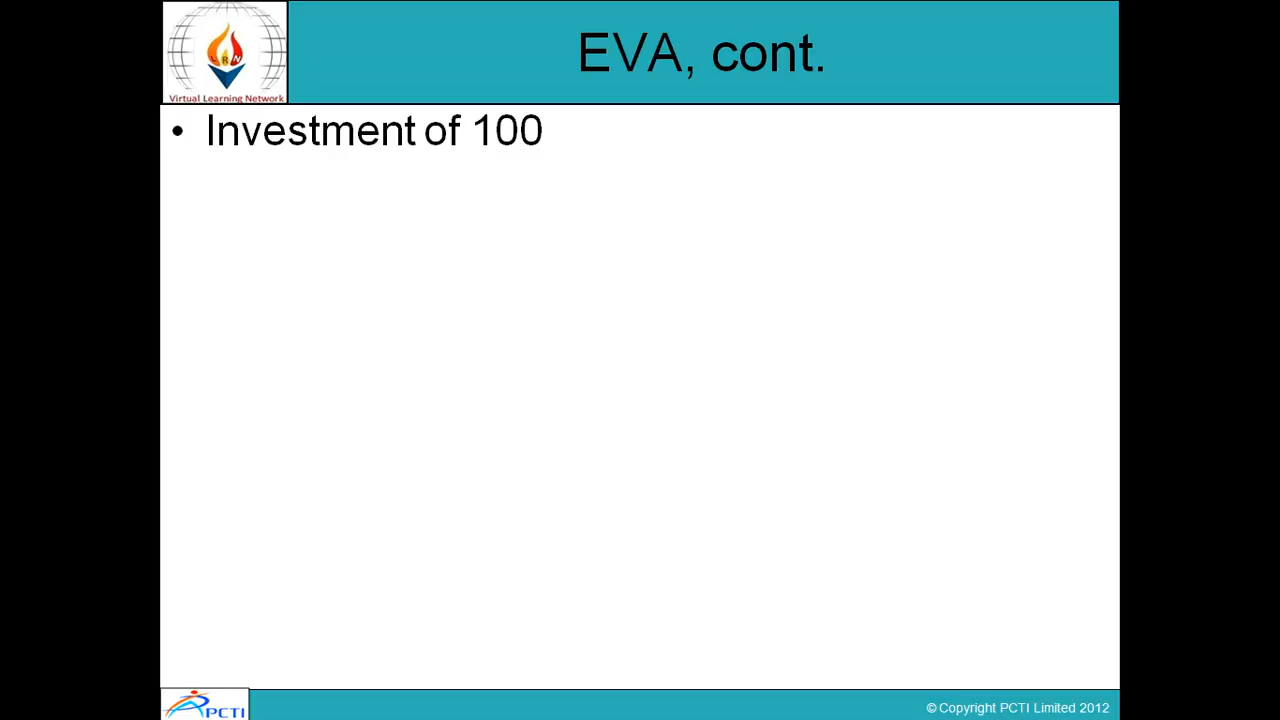 EVA, cont.
L R N
Virtual Learning Network
• Investment of 100
PCTI
© Copyright PCTI Limited 2012